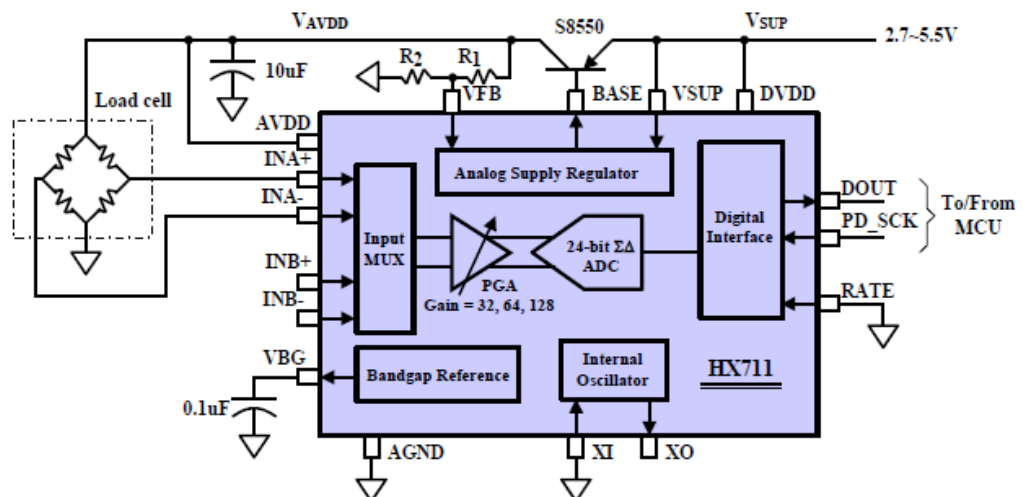 VAVDD
S8550
VSUP
2.7~5.5V
10uF
R2
R1
VFB
BASE
VSUP
DVDD
Load cell
AVDD
INA+
INA-
INB+
INB-
VBG
0.1uF
Analog Supply Regulator
Input
MUX
PGA
Gain = 32, 64, 128
24-bit ΣΔ
ADC
Digital
Interface
DOUT
PD_SCK
To/From
MCU
RATE
Bandgap Reference
Internal
Oscillator
HX711
AGND
XI
XO